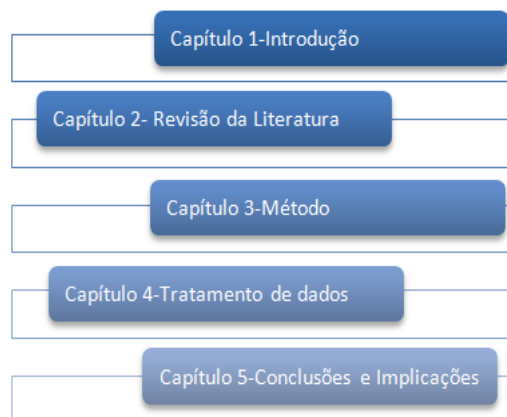 Capítulo 1-Introdução
Capítulo 2- Revisão da Literatura
Capítulo 3-Método
Capítulo 4-Tratamento de dados
Capítulo 5-Conclusões e Implicações